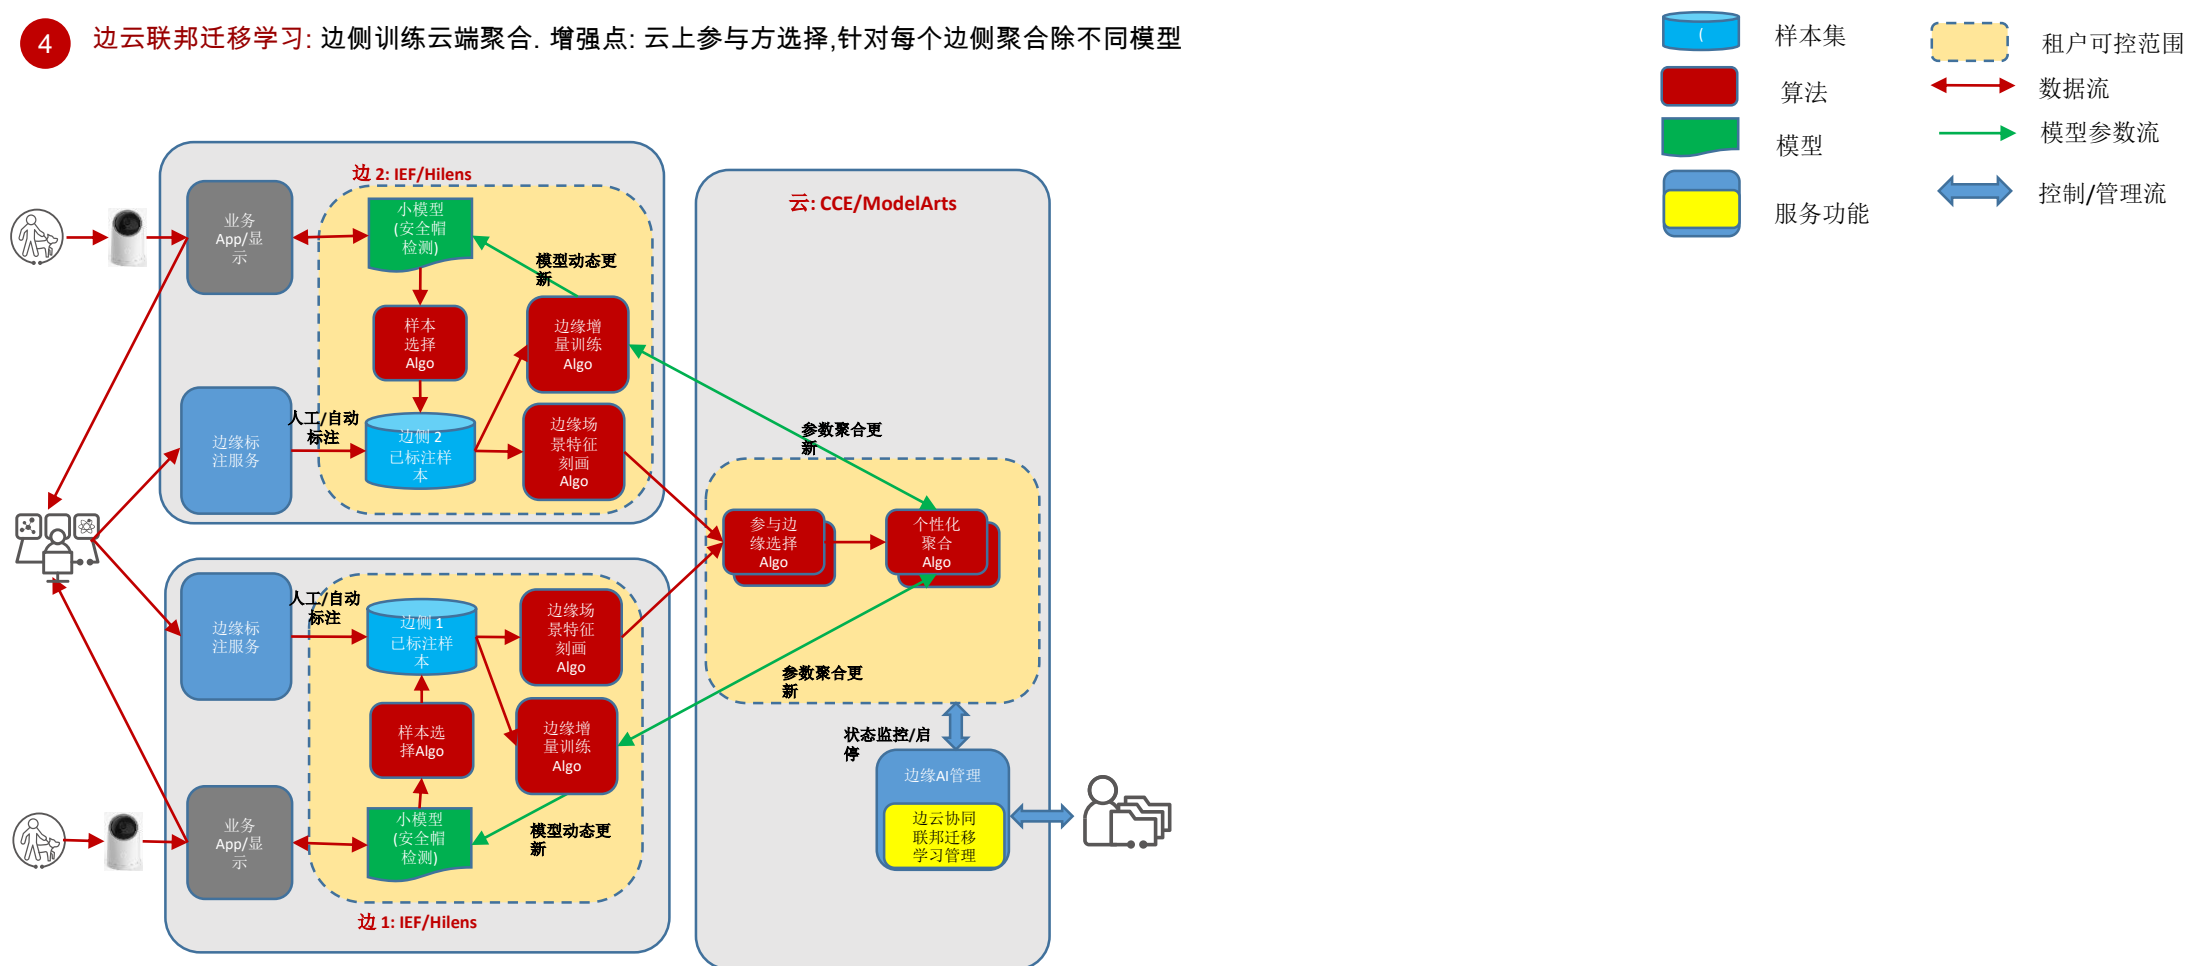 4
边云联邦迁移学习: 边侧训练云端聚合. 增强点: 云上参与方选择,针对每个边侧聚合除不同模型
(
样本集
租户可控范围
算法
数据流
模型
模型参数流
服务功能
控制/管理流
边 2: IEF/Hilens
业务
App/显
示
小模型
(安全帽
检测)
模型动态更
新
样本
选择
Algo
边缘增
量训练
Algo
边缘标
注服务
人工/自动
标注
边侧 2
已标注样
本
边缘场
景特征
刻画
Algo
云: CCE/ModelArts
参数聚合更
新
参与边
缘选择
Algo
个性化
聚合
Algo
参数聚合更
新
状态监控/启
停
边缘AI管理
边云协同
联邦迁移
学习管理
边缘标
注服务
人工/自动
标注
边侧 1
已标注样
本
边缘场
景特征
刻画
Algo
样本选
择Algo
边缘增
量训练
Algo
业务
App/显
示
小模型
(安全帽
检测)
模型动态更
新
边 1: IEF/Hilens